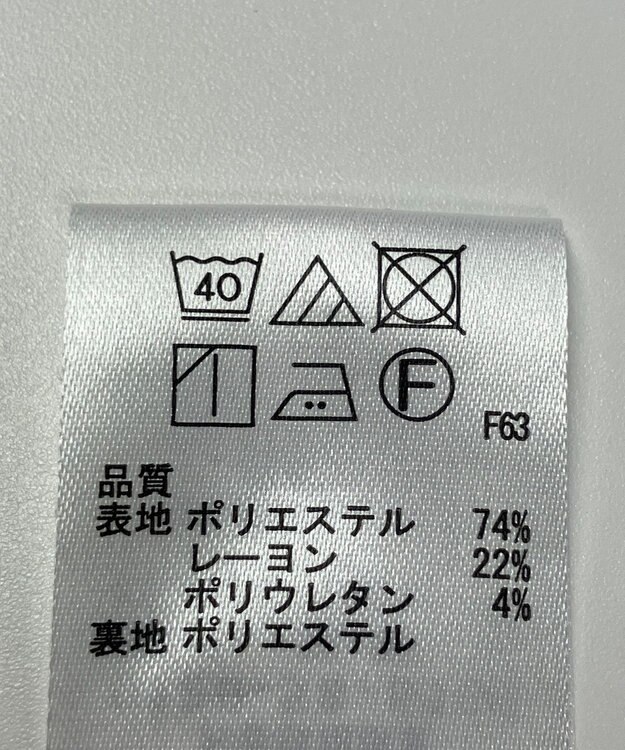 40
F
F63
品質
表地 ポリエステル 74%
レーヨン 22%
ポリウレタン 4%
裏地 ポリエステル